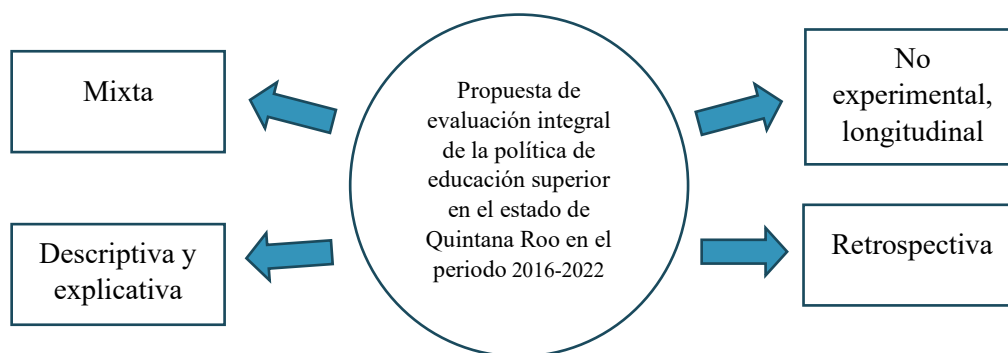 Mixta
Descriptiva y
explicativa
Propuesta de
evaluación integral
de la política de
educación superior
en el estado de
Quintana Roo en el
periodo 2016-2022
No
experimental,
longitudinal
Retrospectiva